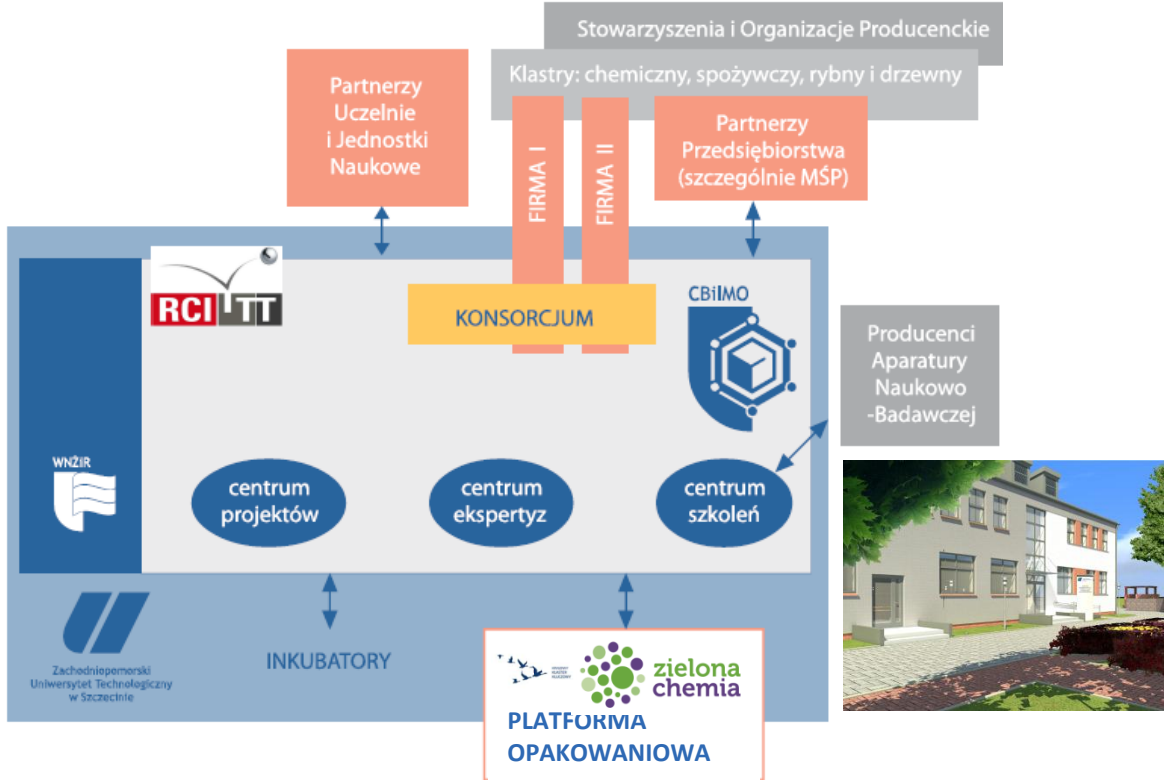 Stowarzyszenia i Organizacje Producenckie
Klastry: chemiczny, spożywczy, rybny i drzewny
Partnerzy
Uczelnie
i Jednostki
Naukowe
FIRMA I
FIRMA II
Partnerzy
Przedsiębiorstwa
(szczególnie MŚP)
RCIiTT
KONSORCJUM
CBiIMO
Producenci
Aparatury
Naukowo
-Badawczej
WNŻiR
centrum
projektów
centrum
ekspertyz
centrum
szkoleń
Zachodniopomorski
Uniwersytet Technologiczny
w Szczecinie
INKUBATORY
zielona
chemia
PLATFORMA
OPAKOWANIOWA